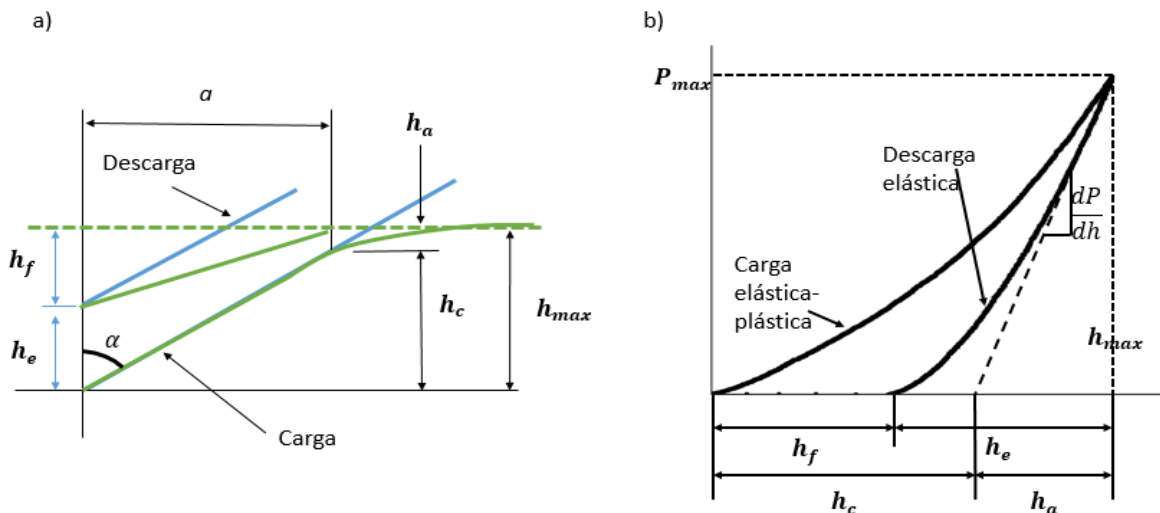 a)
a
h_a
Descarga
h_f
h_c
h_max
h_e
α
Carga
b)
P_max
Descarga
elástica
dP
dh
Carga
elástica-
plástica
h_max
h_f
h_e
h_c
h_a